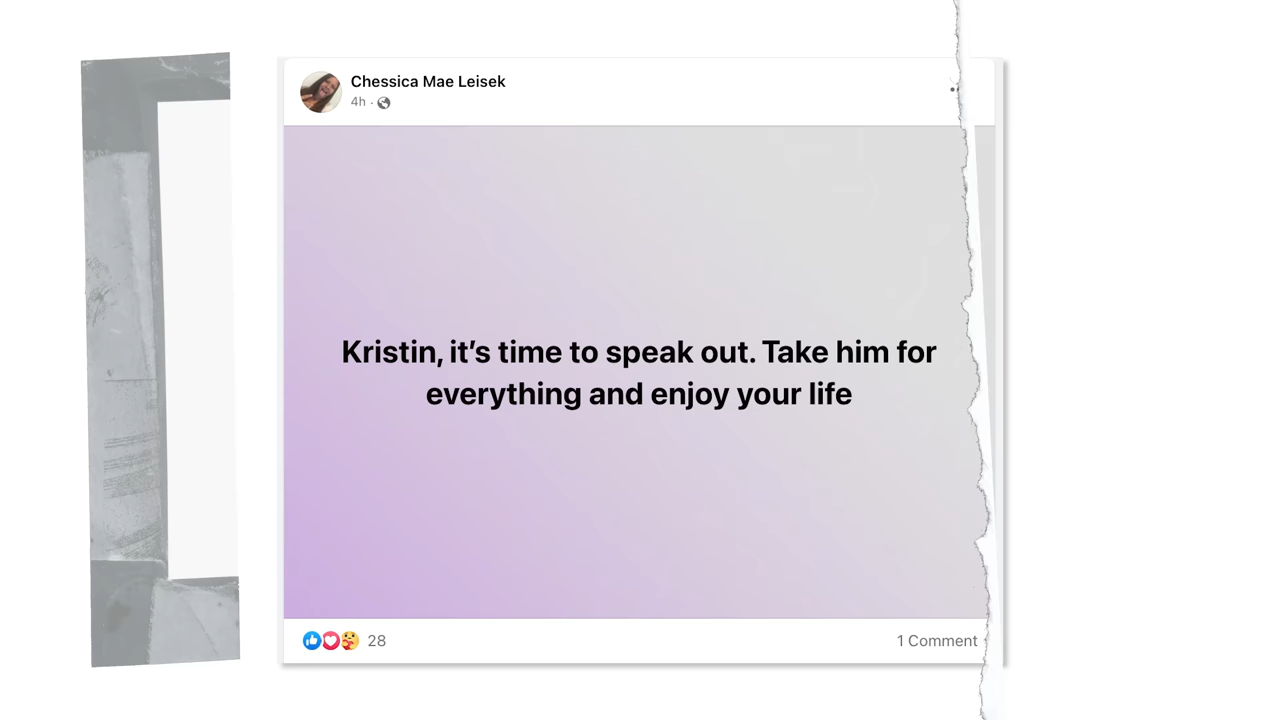 Chessica Mae Leisek
4h ·
Kristin, it's time to speak out. Take him for
everything and enjoy your life
28
1 Comment